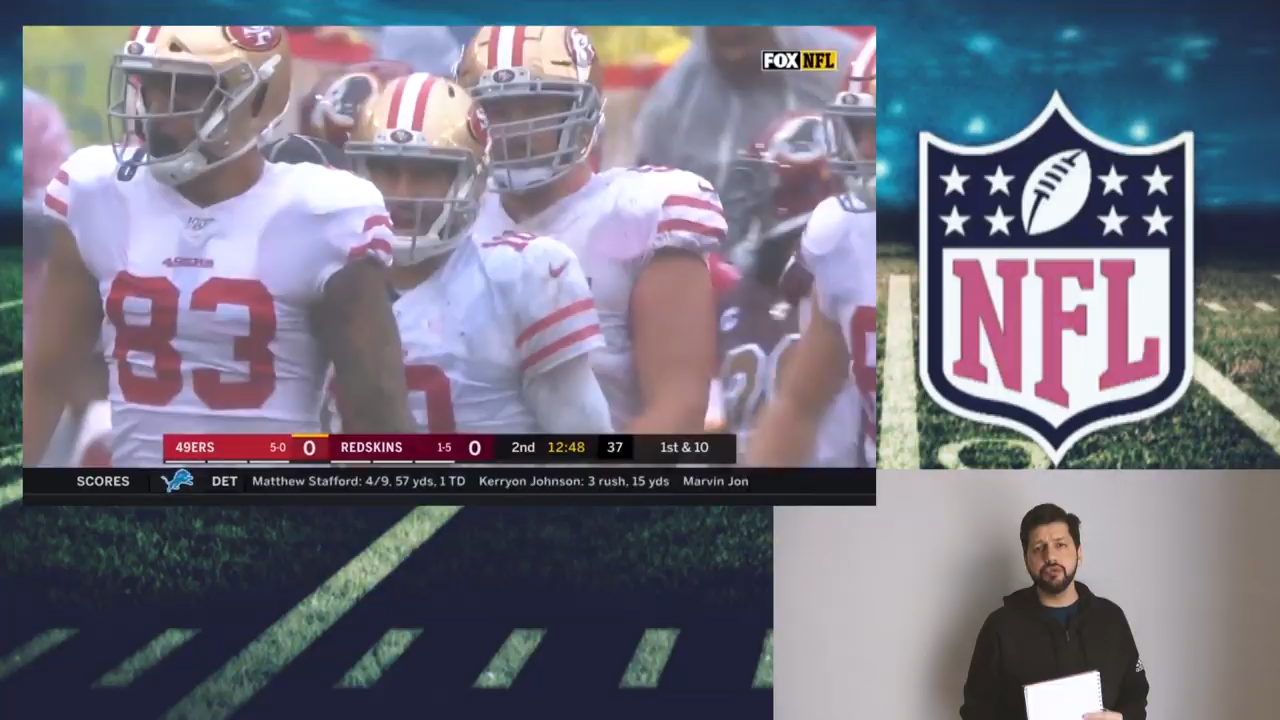 FOX NFL
49ERS
83
49ERS 5-0 0 REDSKINS 1-5 0 2nd 12:48 37 1st & 10
SCORES DET Matthew Stafford: 4/9, 57 yds, 1 TD Kerryon Johnson: 3 rush, 15 yds Marvin Jon
NFL